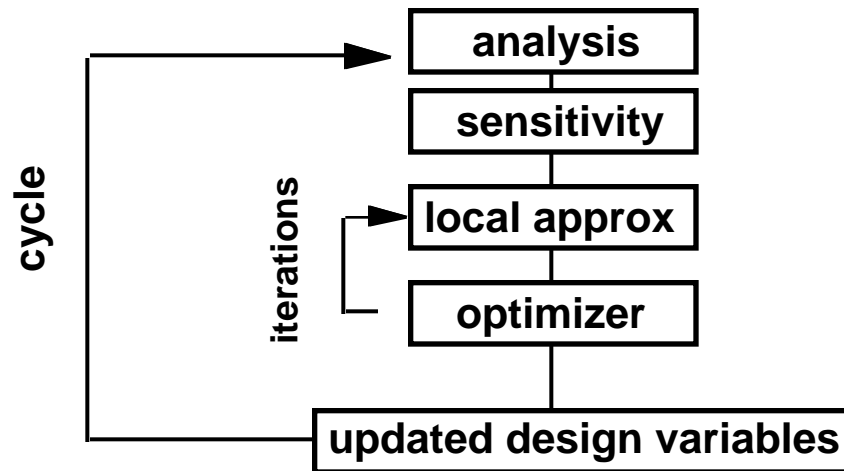 analysis
sensitivity
local approx
optimizer
updated design variables
cycle
iterations